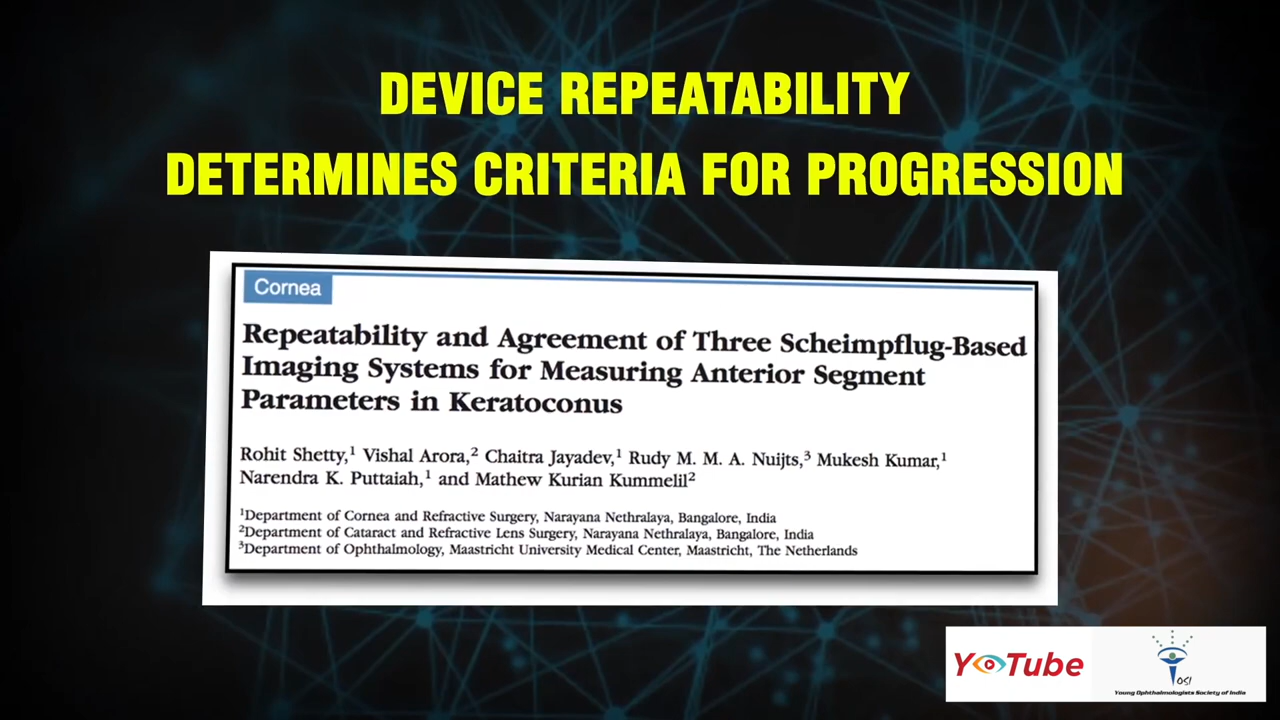 DEVICE REPEATABILITY
DETERMINES CRITERIA FOR PROGRESSION
Cornea
Repeatability and Agreement of Three Scheimpflug-Based
Imaging Systems for Measuring Anterior Segment
Parameters in Keratoconus
Rohit Shetty,¹ Vishal Arora,² Chaitra Jayadev,¹ Rudy M. M. A. Nuijts,³ Mukesh Kumar,¹
Narendra K. Puttaiah,¹ and Mathew Kurian Kummelil²
¹Department of Cornea and Refractive Surgery, Narayana Nethralaya, Bangalore, India
²Department of Cataract and Refractive Lens Surgery, Narayana Nethralaya, Bangalore, India
³Department of Ophthalmology, Maastricht University Medical Center, Maastricht, The Netherlands
YoTube
YOSI
Young Ophthalmologists Society of India